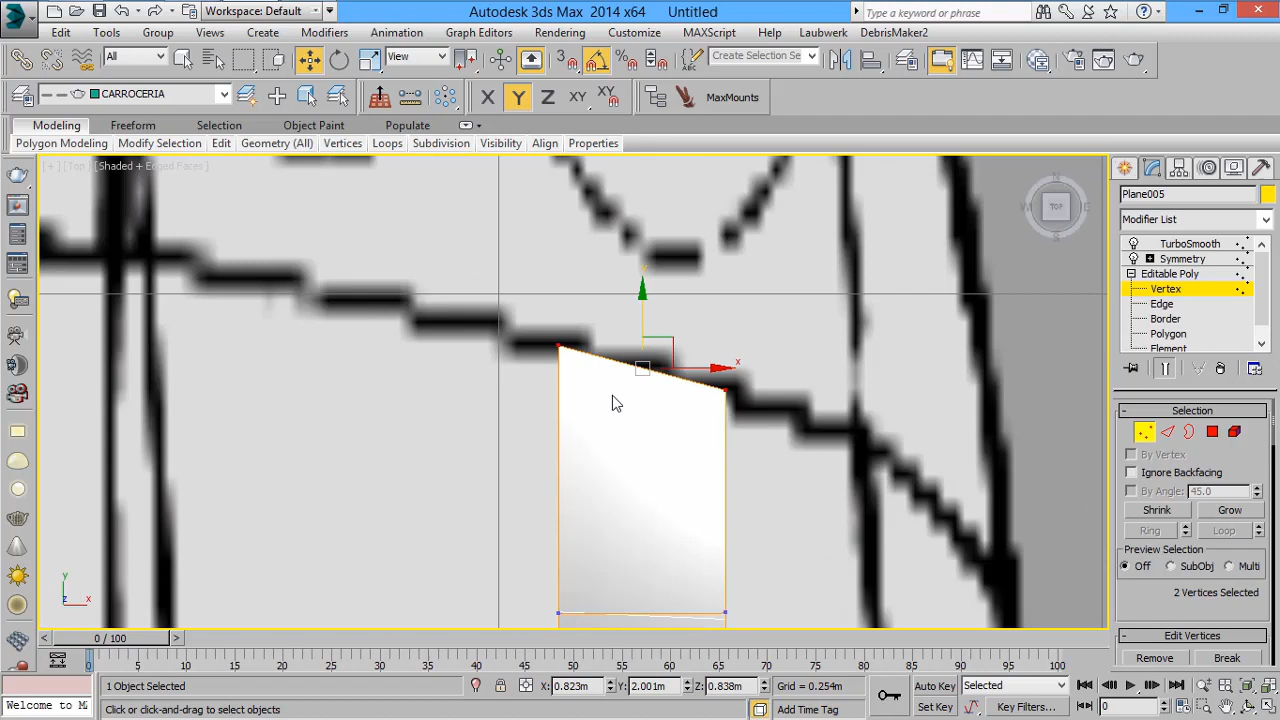 Workspace: Default
Autodesk 3ds Max 2014 x64 Untitled
Type a keyword or phrase
Edit Tools Group Views Create Modifiers Animation Graph Editors Rendering Customize MAXScript Help Laubwerk DebrisMaker2
All View 3 ABC Create Selection Se
CARROCERIA X Y Z XY XY MaxMounts
Modeling Freeform Selection Object Paint Populate
Polygon Modeling Modify Selection Edit Geometry (All) Vertices Loops Subdivision Visibility Align Properties
[+] [Top] [Shaded + Edged Faces]
TOP
Plane005
Modifier List
TurboSmooth
Symmetry
Editable Poly
Vertex
Edge
Border
Polygon
Element
y
x
Selection
By Vertex
Ignore Backfacing
By Angle: 45.0
Shrink Grow
Ring Loop
Preview Selection
Off SubObj Multi
2 Vertices Selected
Edit Vertices
Remove Break
y
z x
0 / 100
0 5 10 15 20 25 30 35 40 45 50 55 60 65 70 75 80 85 90 95 100
1 Object Selected X: 0.823m Y: 2.001m Z: 0.838m Grid = 0.254m Auto Key Selected
Welcome to M Click or click-and-drag to select objects Add Time Tag Set Key Key Filters... 0